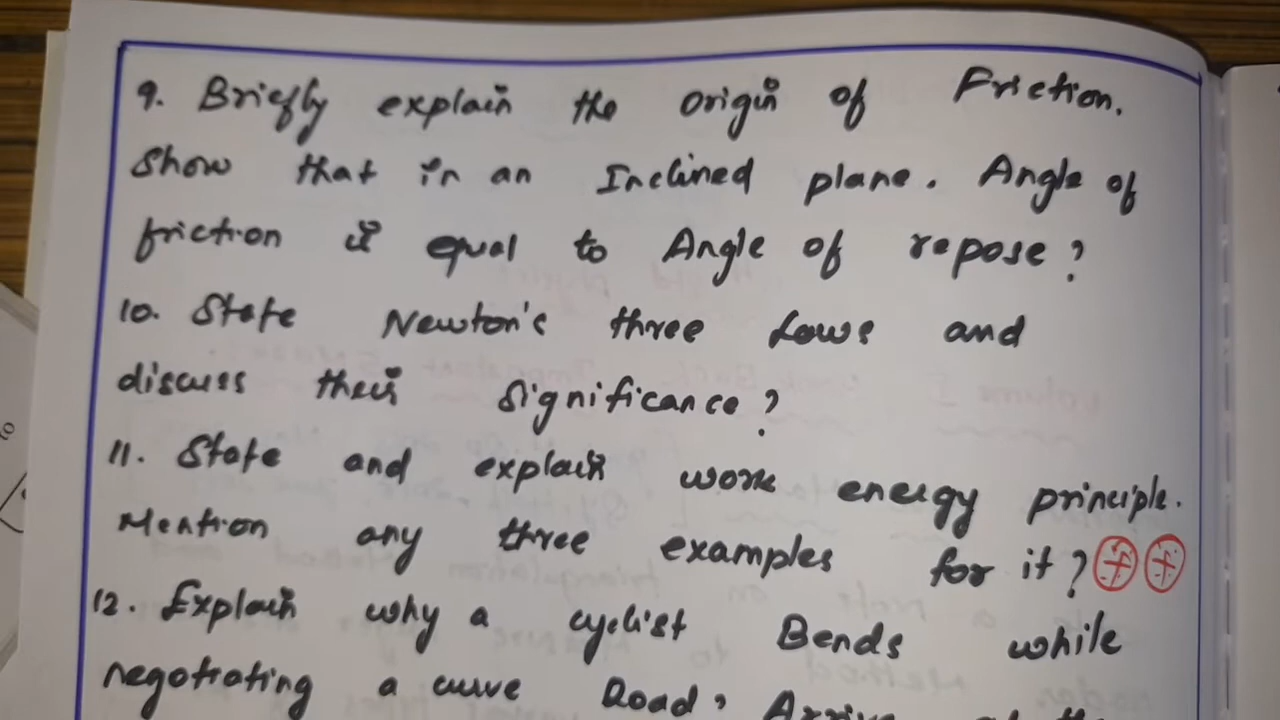 9. Briefly explain the origin of Friction.
Show that in an Inclined plane. Angle of
friction is equal to Angle of repose?
10. State Newton's three Laws and
discuss their significance?
11. State and explain work energy principle.
Mention any three examples for it?
12. Explain why a cyclist Bends while
negotiating a curve Road?